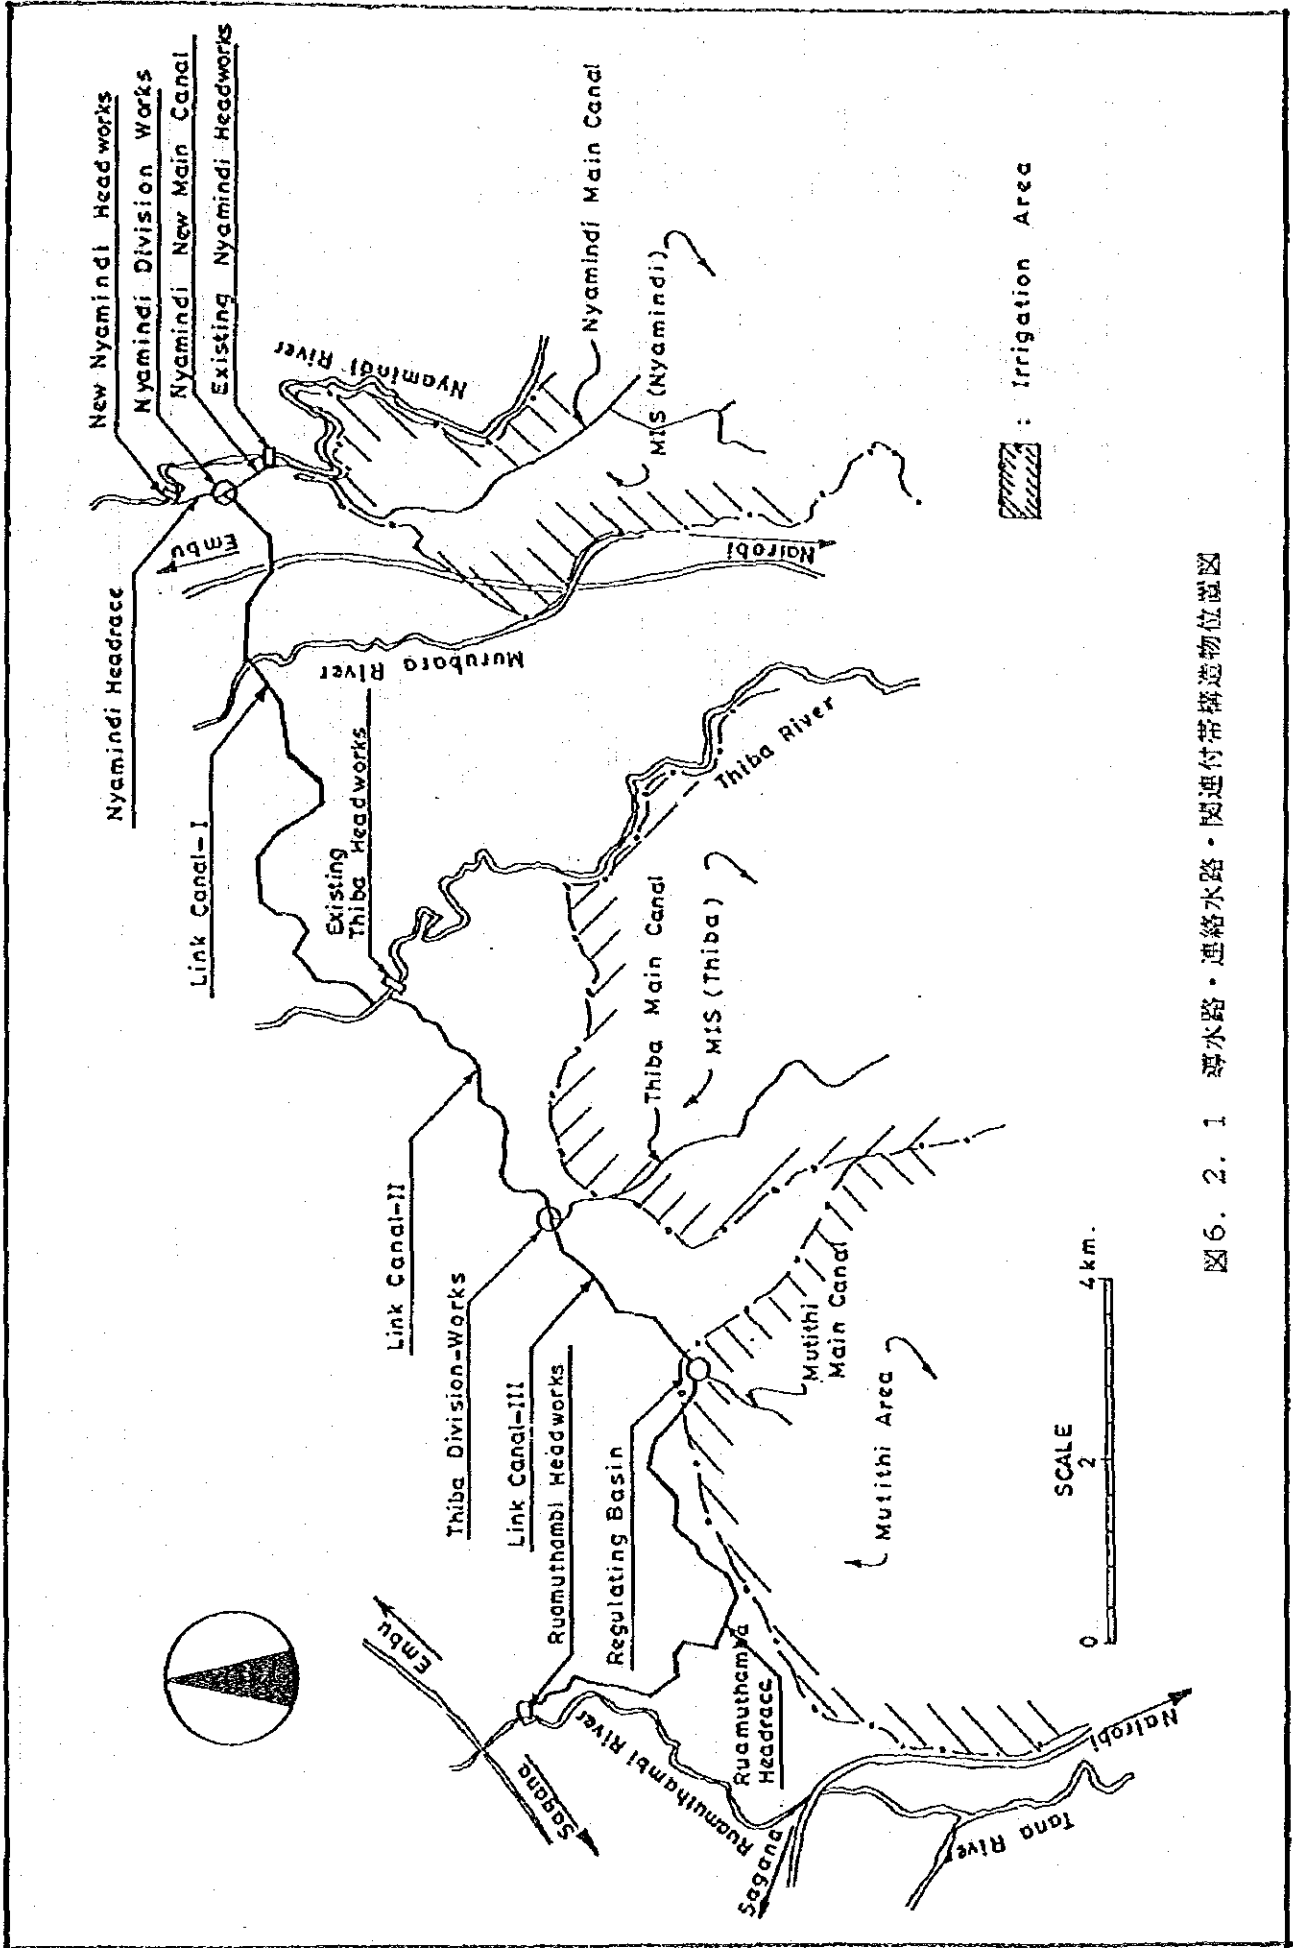 New Nyamindi Headworks
Nyamindi Division Works
Nyamindi New Main Canal
Existing Nyamindi Headworks
Nyamindi Headrace
Embu
Nyamindi River
Nyamindi Main Canal
MIS (Nyamindi)
Nairobi
Murubara River
Link Canal-I
Existing
Thiba Headworks
Thiba River
Link Canal-II
Thiba Main Canal
MIS (Thiba)
Thiba Division-Works
Link Canal-III
Ruamuthambi Headworks
Regulating Basin
Mutithi
Main Canal
Mutithi Area
Embu
Sagana
Ruamuthambi River
Ruamuthamba
Headrace
Sagana
Tana River
Nairobi
SCALE
0
2
4km.
: Irrigation Area
図6.2.1 導水路・連絡水路・関連付帯構造物位置図